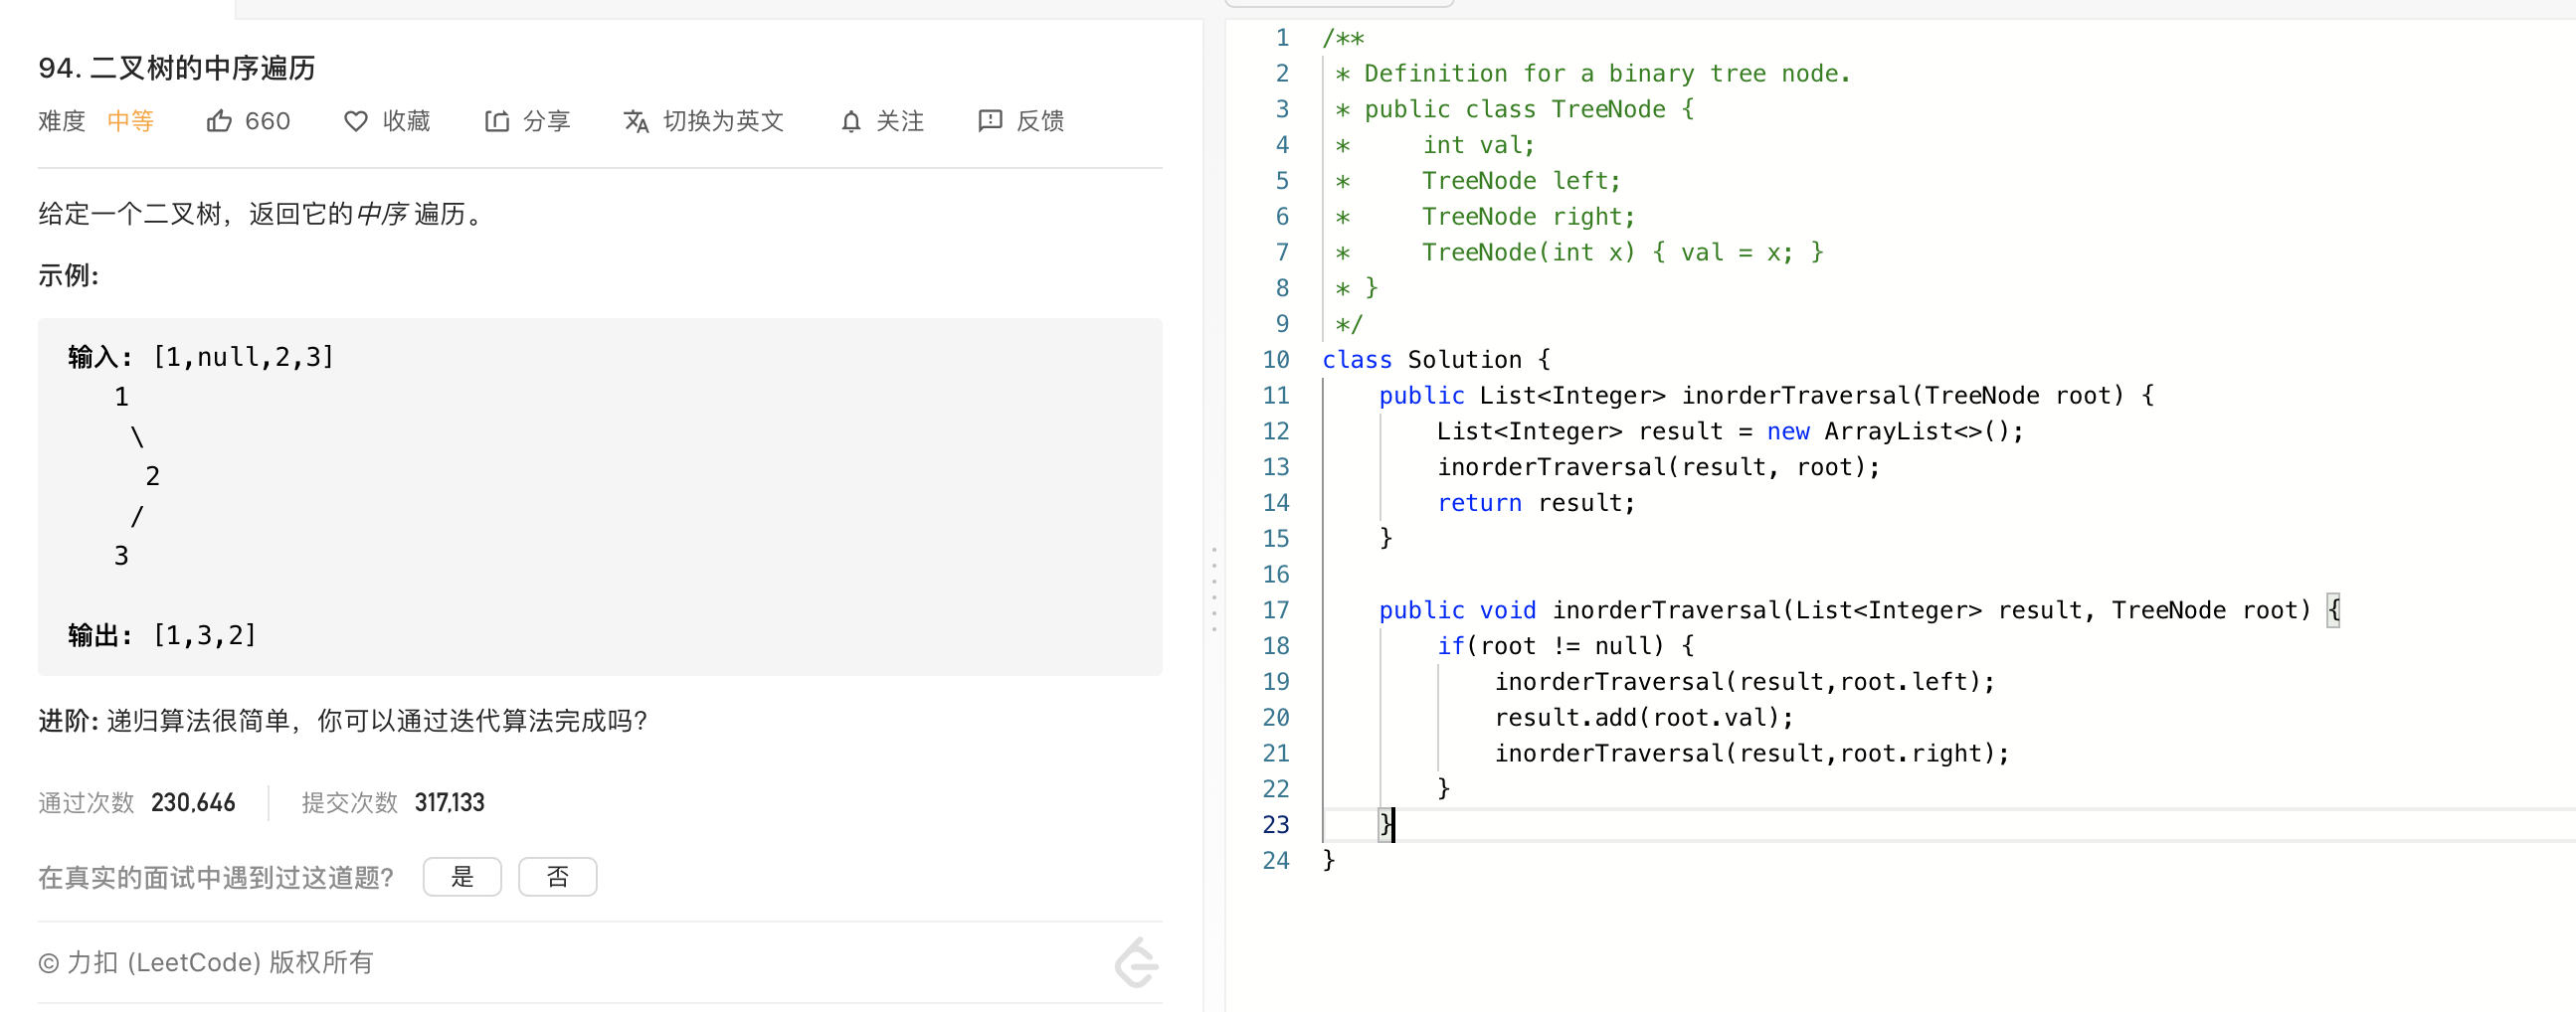 94. 二叉树的中序遍历
难度 中等 660 收藏 分享 切换为英文 关注 反馈
给定一个二叉树，返回它的中序 遍历。
示例:
输入: [1,null,2,3]
   1
    \
     2
    /
   3
输出: [1,3,2]
进阶: 递归算法很简单，你可以通过迭代算法完成吗？
通过次数 230,646 提交次数 317,133
在真实的面试中遇到过这道题？ 是 否
© 力扣 (LeetCode) 版权所有
1 /**
2  * Definition for a binary tree node.
3  * public class TreeNode {
4  *     int val;
5  *     TreeNode left;
6  *     TreeNode right;
7  *     TreeNode(int x) { val = x; }
8  * }
9  */
10 class Solution {
11     public List<Integer> inorderTraversal(TreeNode root) {
12         List<Integer> result = new ArrayList<>();
13         inorderTraversal(result, root);
14         return result;
15     }
16
17     public void inorderTraversal(List<Integer> result, TreeNode root) {
18         if(root != null) {
19             inorderTraversal(result,root.left);
20             result.add(root.val);
21             inorderTraversal(result,root.right);
22         }
23     }
24 }